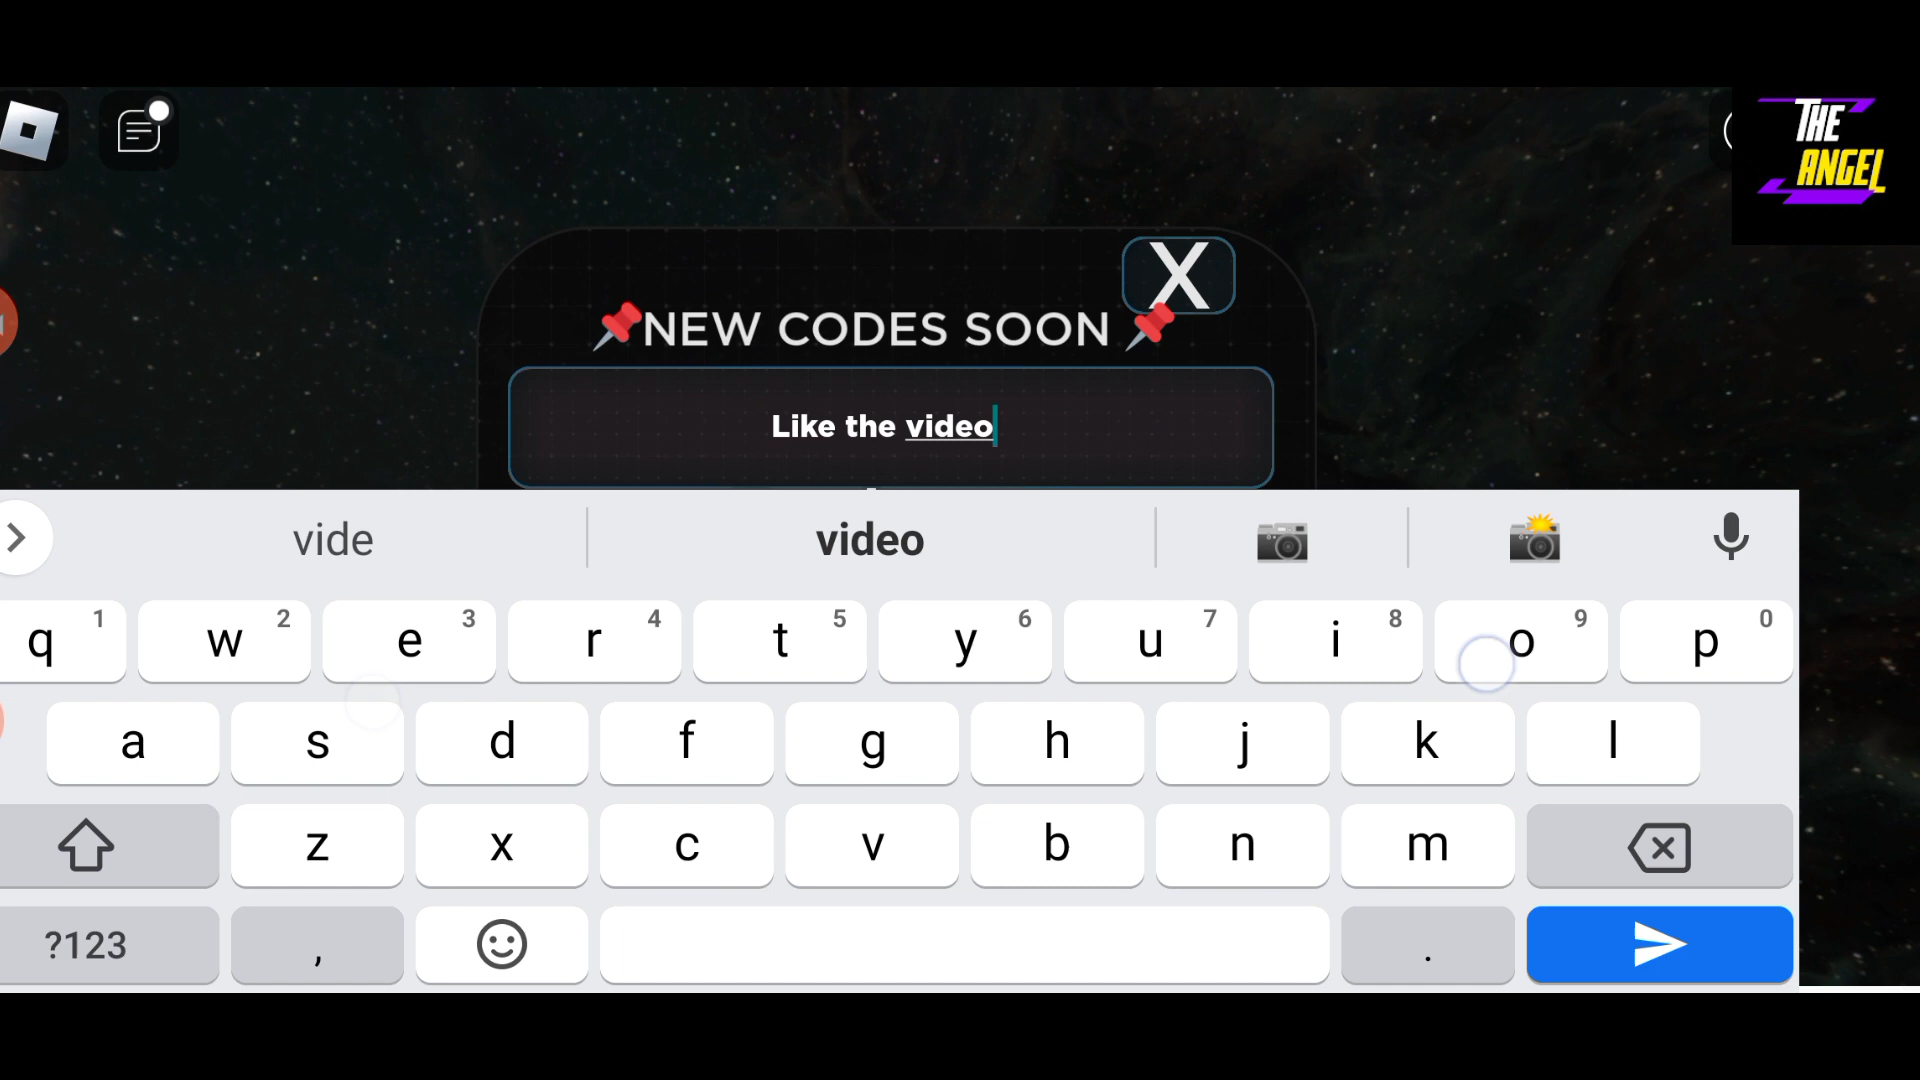 THE
ANGEL
X
📌NEW CODES SOON📌
Like the video
vide video
q 1 w 2 e 3 r 4 t 5 y 6 u 7 i 8 o 9 p 0
a s d f g h j k l
z x c v b n m
?123 , .